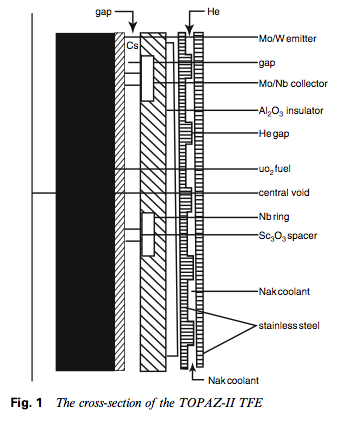 gap
He
Cs
Mo/W emitter
gap
Mo/Nb collector
Al2O3 insulator
He gap
uo2 fuel
central void
Nb ring
Sc3O3 spacer
Nak coolant
stainless steel
Nak coolant
Fig. 1 The cross-section of the TOPAZ-II TFE